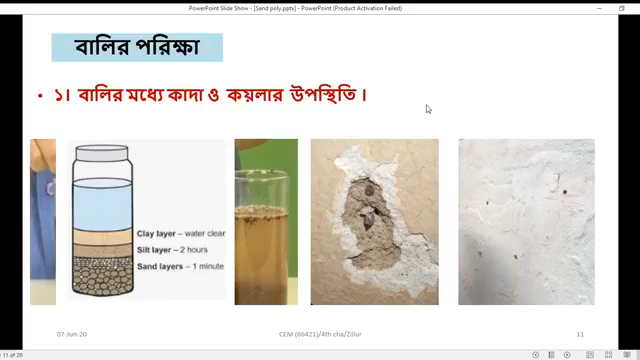 PowerPoint Slide Show - [Sand poly.pptx] - PowerPoint (Product Activation Failed)
বালির পরিক্ষা
• ১। বালির মধ্যে কাদা ও কয়লার উপস্থিতি ।
Clay layer – water clear
Silt layer – 2 hours
Sand layers – 1 minute
07-Jun-20
CEM (66421)/4th cha/Zillur
11
11 of 20